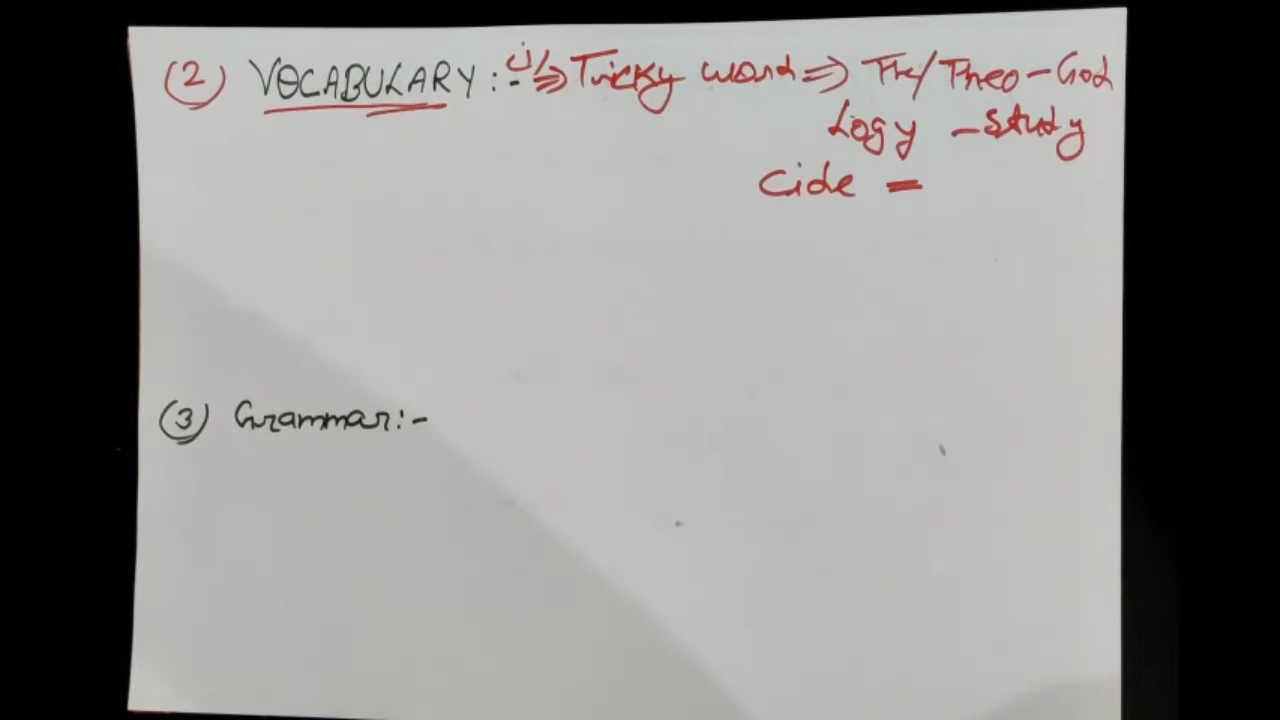 (2) VOCABULARY :- (i) => Tricky word => The/Theo - God
Logy - Study
Cide =
(3) Grammar :-